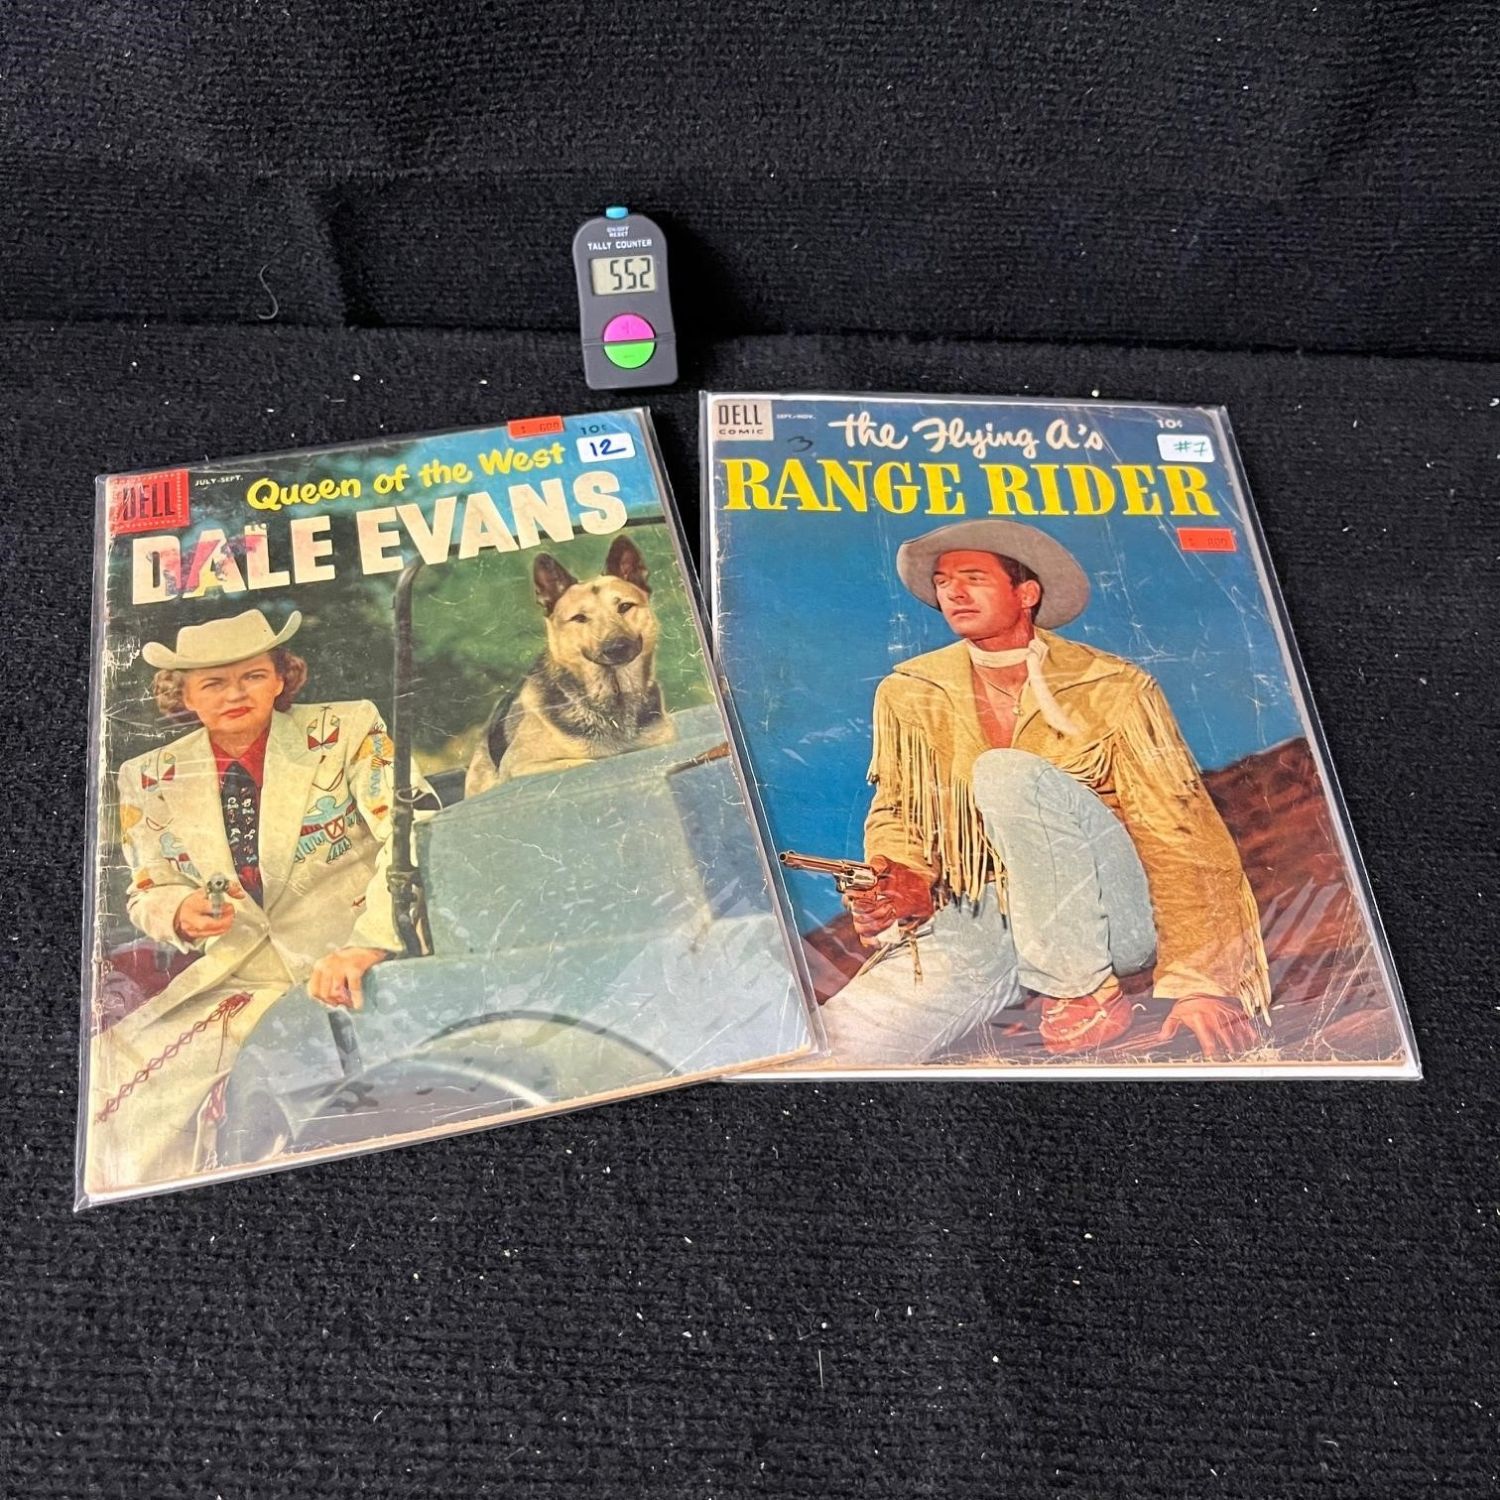 ON/OFF
RESET
TALLY COUNTER
552
DELL
JULY-SEPT.
10¢
12
Queen of the West
DALE EVANS
DELL
COMIC
SEPT.-NOV.
3
10¢
#7
the Flying A's
RANGE RIDER